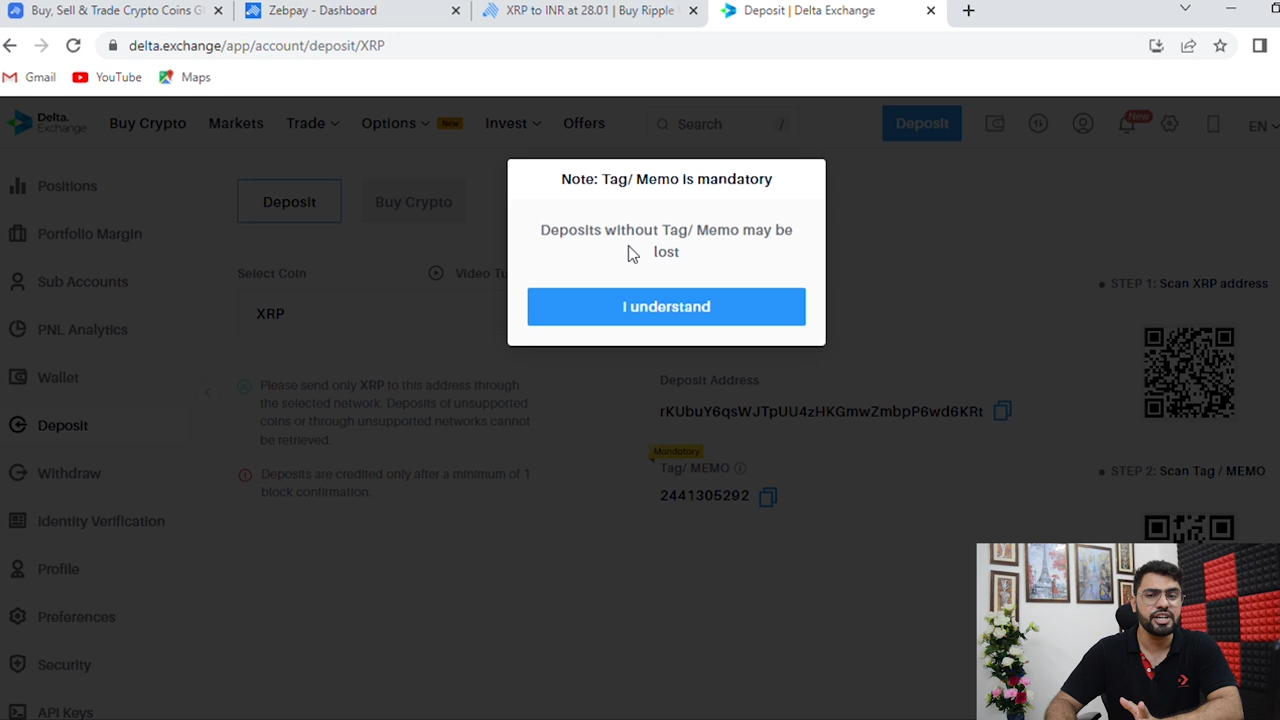 Buy, Sell & Trade Crypto Coins Gl
Zebpay - Dashboard
XRP to INR at 28.01 | Buy Ripple
Deposit | Delta Exchange
delta.exchange/app/account/deposit/XRP
Gmail
YouTube
Maps
Delta.
Exchange
Buy Crypto
Markets
Trade
Options
New
Invest
Offers
Search
/
Deposit
New
EN
Positions
Portfolio Margin
Sub Accounts
PNL Analytics
Wallet
Deposit
Withdraw
Identity Verification
Profile
Preferences
Security
API Keys
Deposit
Buy Crypto
Select Coin
Video Tu
XRP
Please send only XRP to this address through
the selected network. Deposits of unsupported
coins or through unsupported networks cannot
be retrieved.
Deposits are credited only after a minimum of 1
block confirmation.
Note: Tag/ Memo is mandatory
Deposits without Tag/ Memo may be
lost
I understand
Deposit Address
rKUbuY6qsWJTpUU4zHKGmwZmbpP6wd6KRt
Mandatory
Tag/ MEMO
2441305292
STEP 1: Scan XRP address
STEP 2: Scan Tag / MEMO